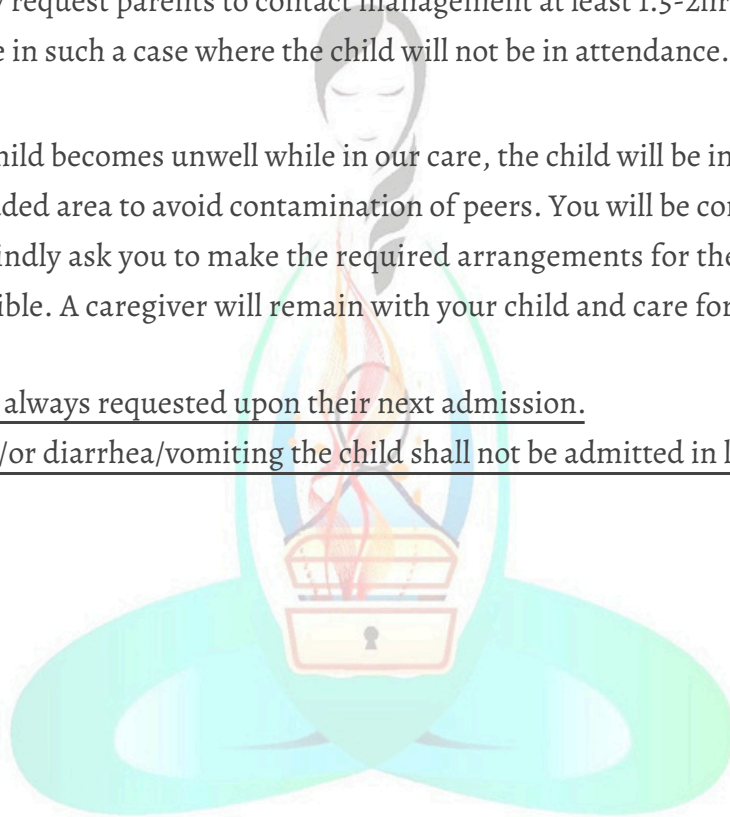 request parents to contact management at least 1.5-2hr
in such a case where the child will not be in attendance.
hild becomes unwell while in our care, the child will be in
ded area to avoid contamination of peers. You will be con
indly ask you to make the required arrangements for the
ible. A caregiver will remain with your child and care for
always requested upon their next admission.
/or diarrhea/vomiting the child shall not be admitted in l